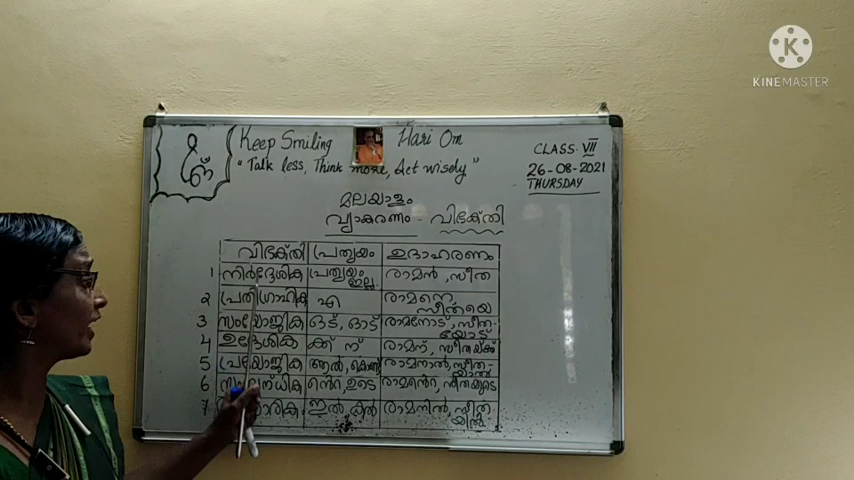 KINEMASTER
Keep Smiling Hari Om
"Talk less, Think more, Act wisely"
CLASS-VII
26-08-2021
THURSDAY
മലയാളം
വ്യാകരണം - വിഭക്തി
വിഭക്തി പ്രത്യയം ഉദാഹരണം
1 നിർദ്ദേശിക പ്രത്യയം ഇല്ല രാമൻ, സീത
2 പ്രതിഗ്രാഹിക എ രാമനെ, സീതയെ
3 സംയോജിക ഒട്, ഓട് രാമനോട്, സീതയോട്
4 ഉദ്ദേശിക ക്ക് ന് രാമന്, സീതയ്ക്ക്
5 പ്രയോജിക ആൽ, കൊണ്ട് രാമനാൽ, സീതയാൽ
6 സംബന്ധിക ന്റെ, ഉടെ രാമന്റെ, സീതയുടെ
7 ഇൽ, കൽ രാമനിൽ, സീതയിൽ